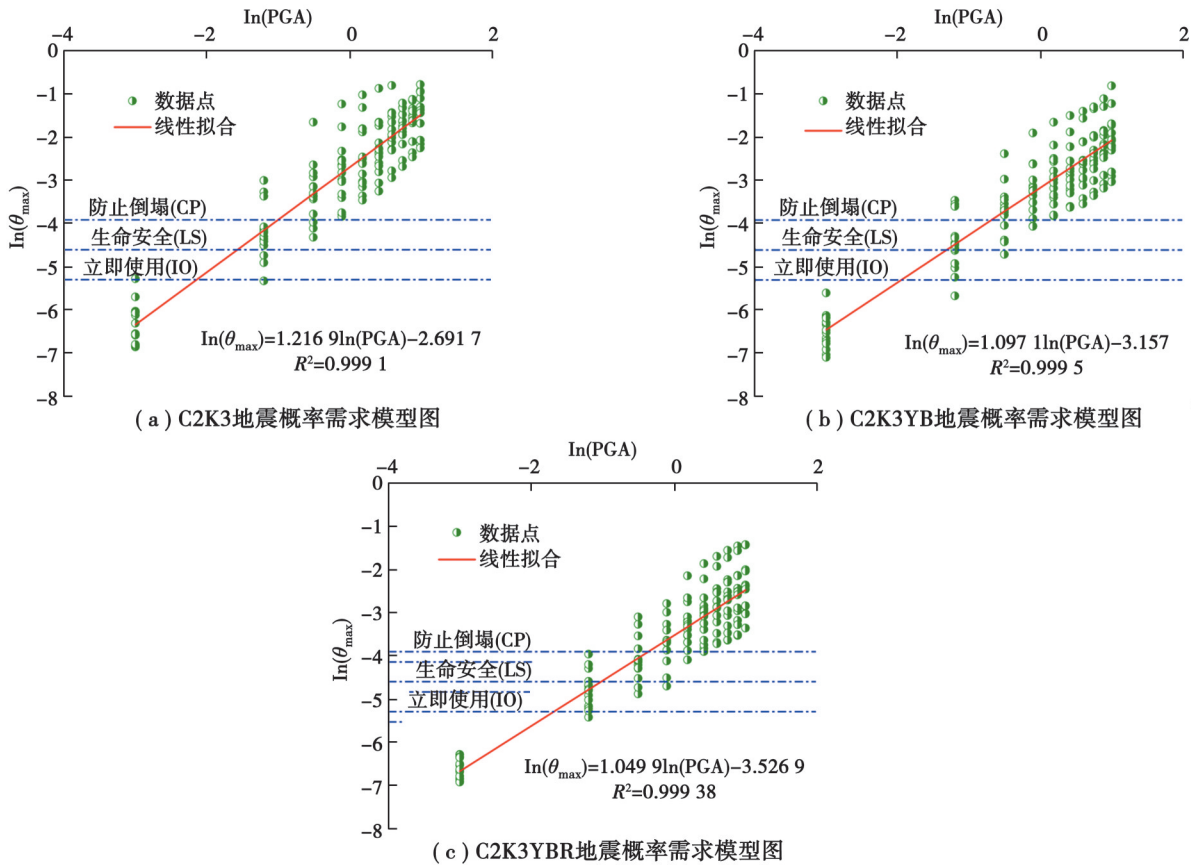 ln(PGA)
−4 −2 0 2
0
−1
−2
−3
−4
−5
−6
−7
−8
ln(θmax)
数据点
线性拟合
防止倒塌(CP)
生命安全(LS)
立即使用(IO)
ln(θmax)=1.216 9ln(PGA)−2.691 7
R²=0.999 1
(a) C2K3地震概率需求模型图
ln(PGA)
−4 −2 0 2
0
−1
−2
−3
−4
−5
−6
−7
−8
ln(θmax)
数据点
线性拟合
防止倒塌(CP)
生命安全(LS)
立即使用(IO)
ln(θmax)=1.097 1ln(PGA)−3.157
R²=0.999 5
(b) C2K3YB地震概率需求模型图
ln(PGA)
−4 −2 0 2
0
−1
−2
−3
−4
−5
−6
−7
−8
ln(θmax)
数据点
线性拟合
防止倒塌(CP)
生命安全(LS)
立即使用(IO)
ln(θmax)=1.049 9ln(PGA)−3.526 9
R²=0.999 38
(c) C2K3YBR地震概率需求模型图